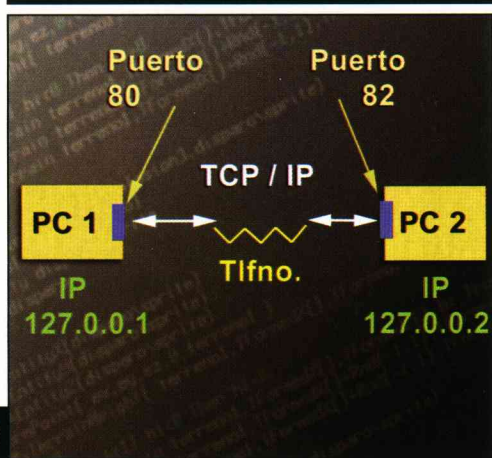 Puerto 80
Puerto 82
TCP / IP
PC 1
PC 2
Tlfno.
IP
127.0.0.1
IP
127.0.0.2